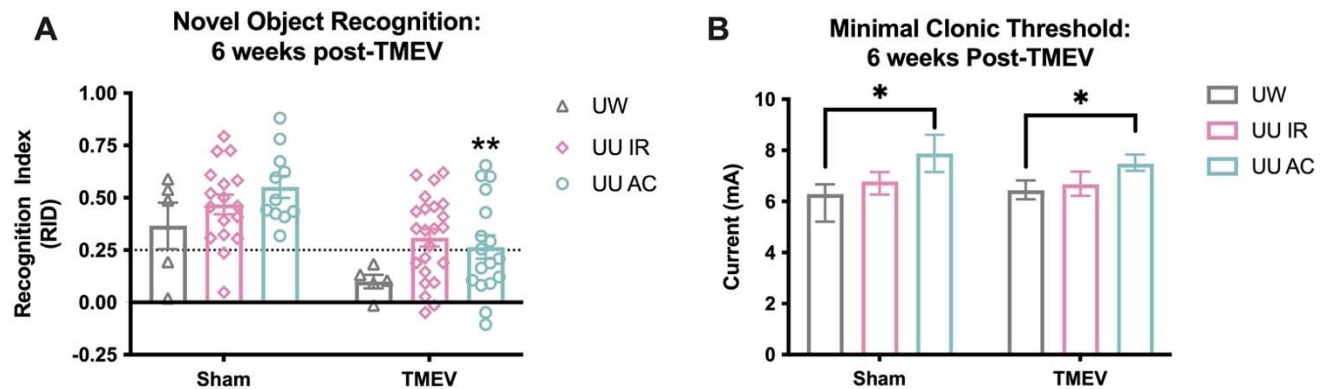 A
Novel Object Recognition:
6 weeks post-TMEV
Recognition Index
(RID)
1.00
0.75
0.50
0.25
0.00
-0.25
**
Sham
TMEV
UW
UU IR
UU AC
B
Minimal Clonic Threshold:
6 weeks Post-TMEV
Current (mA)
10
8
6
4
2
0
*
*
Sham
TMEV
UW
UU IR
UU AC